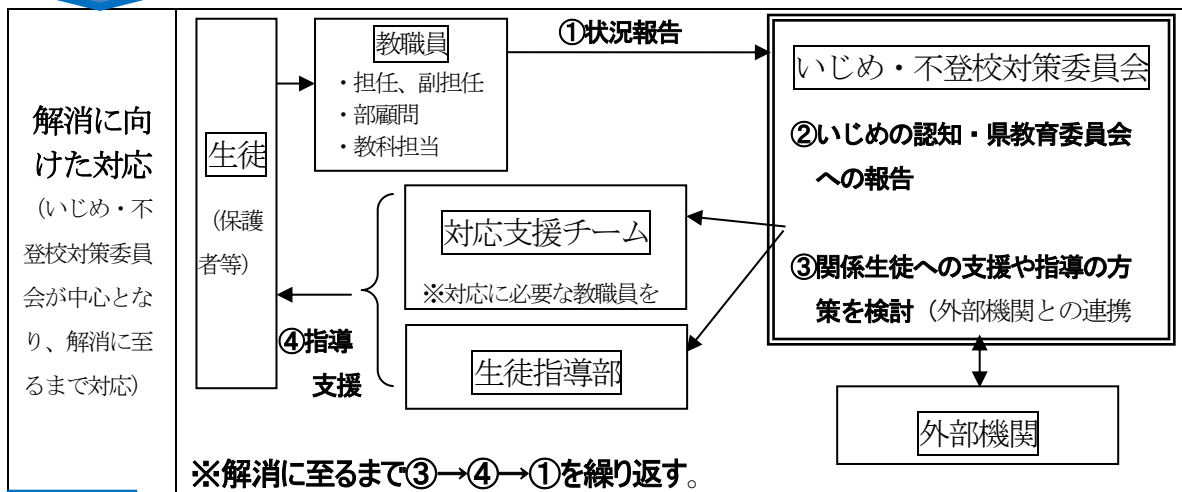 解消に向
けた対応
（いじめ・不
登校対策委員
会が中心とな
り、解消に至
るまで対応）
生徒
（保護
者等）
教職員
・担任、副担任
・部顧問
・教科担当
①状況報告
いじめ・不登校対策委員会
②いじめの認知・県教育委員会
への報告
③関係生徒への支援や指導の方
策を検討（外部機関との連携
対応支援チーム
※対応に必要な教職員を
④指導
支援
生徒指導部
外部機関
※解消に至るまで③→④→①を繰り返す。